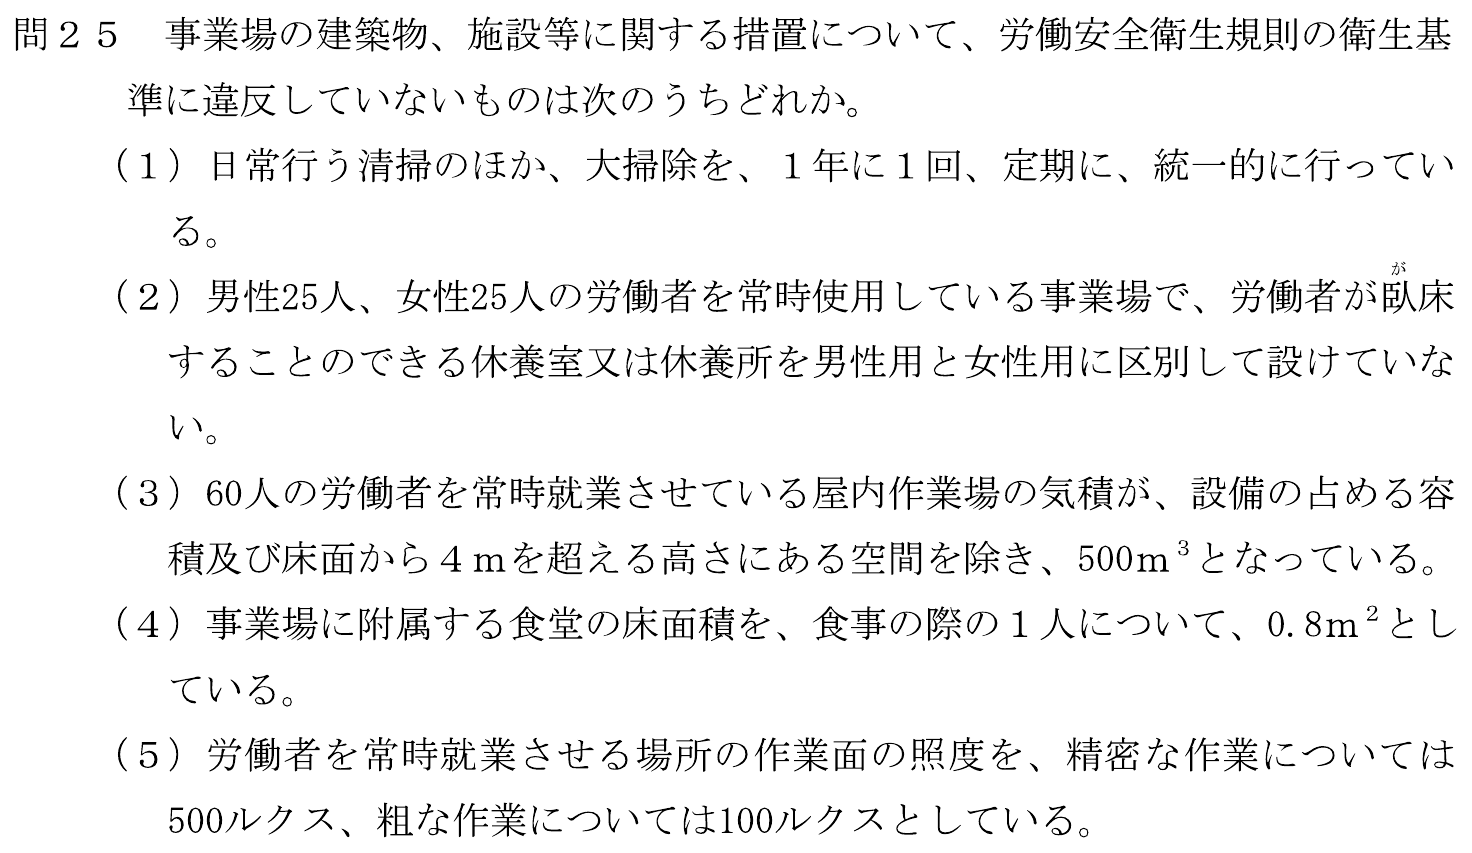 問２５　事業場の建築物、施設等に関する措置について、労働安全衛生規則の衛生基
準に違反していないものは次のうちどれか。
（１）日常行う清掃のほか、大掃除を、１年に１回、定期に、統一的に行ってい
る。
（２）男性25人、女性25人の労働者を常時使用している事業場で、労働者が臥床
することのできる休養室又は休養所を男性用と女性用に区別して設けていな
い。
（３）60人の労働者を常時就業させている屋内作業場の気積が、設備の占める容
積及び床面から４ｍを超える高さにある空間を除き、500ｍ³となっている。
（４）事業場に附属する食堂の床面積を、食事の際の１人について、0.8ｍ²とし
ている。
（５）労働者を常時就業させる場所の作業面の照度を、精密な作業については
500ルクス、粗な作業については100ルクスとしている。